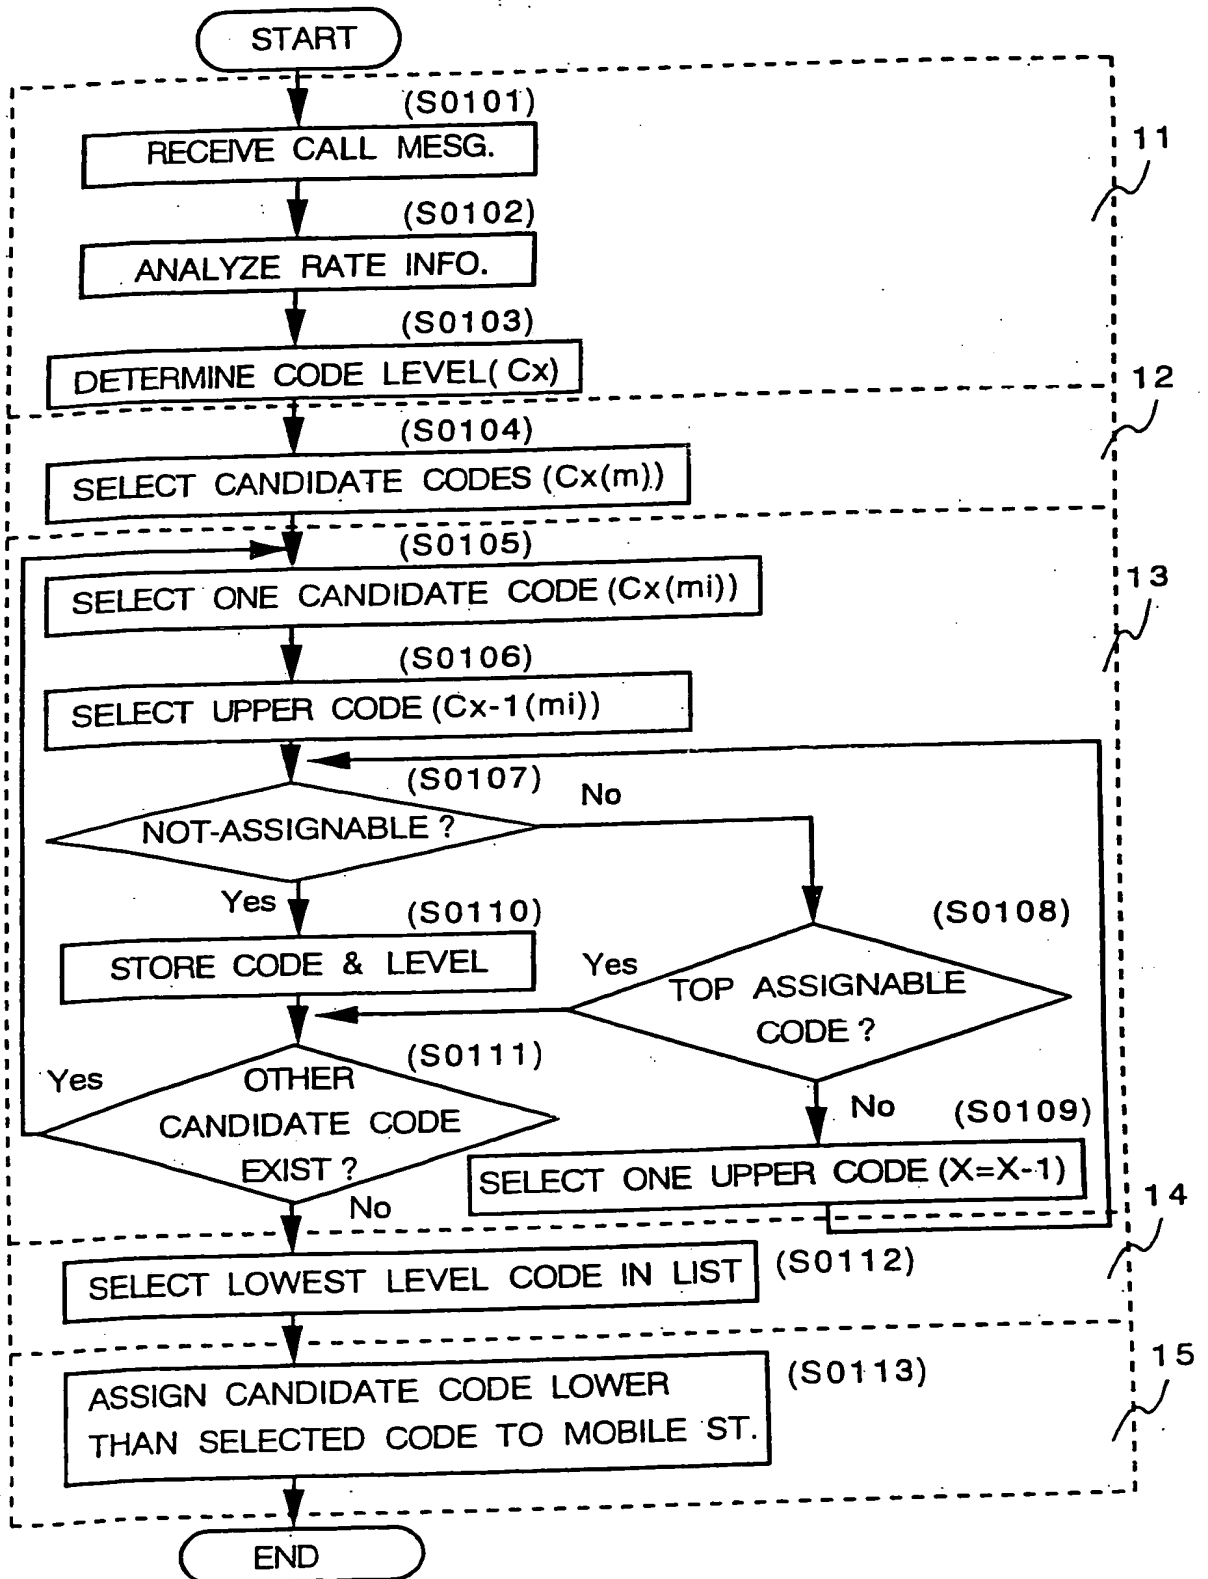 START
(S0101)
RECEIVE CALL MESG.
11
(S0102)
ANALYZE RATE INFO.
(S0103)
DETERMINE CODE LEVEL( Cx)
12
(S0104)
SELECT CANDIDATE CODES (Cx(m))
(S0105)
13
SELECT ONE CANDIDATE CODE (Cx(mi))
(S0106)
SELECT UPPER CODE (Cx-1(mi))
(S0107)
No
NOT-ASSIGNABLE ?
Yes
(S0110)
(S0108)
STORE CODE & LEVEL
Yes
TOP ASSIGNABLE
CODE ?
(S0111)
Yes
OTHER
CANDIDATE CODE
EXIST ?
No
(S0109)
SELECT ONE UPPER CODE (X=X-1)
No
14
SELECT LOWEST LEVEL CODE IN LIST
(S0112)
15
(S0113)
ASSIGN CANDIDATE CODE LOWER
THAN SELECTED CODE TO MOBILE ST.
END